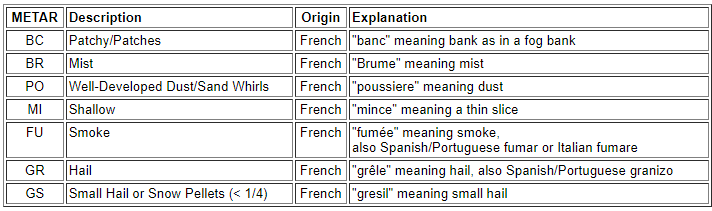 METAR Description Origin Explanation
BC Patchy/Patches French "banc" meaning bank as in a fog bank
BR Mist French "Brume" meaning mist
PO Well-Developed Dust/Sand Whirls French "poussiere" meaning dust
MI Shallow French "mince" meaning a thin slice
FU Smoke French "fumée" meaning smoke,
also Spanish/Portuguese fumar or Italian fumare
GR Hail French "grêle" meaning hail, also Spanish/Portuguese granizo
GS Small Hail or Snow Pellets (< 1/4) French "gresil" meaning small hail